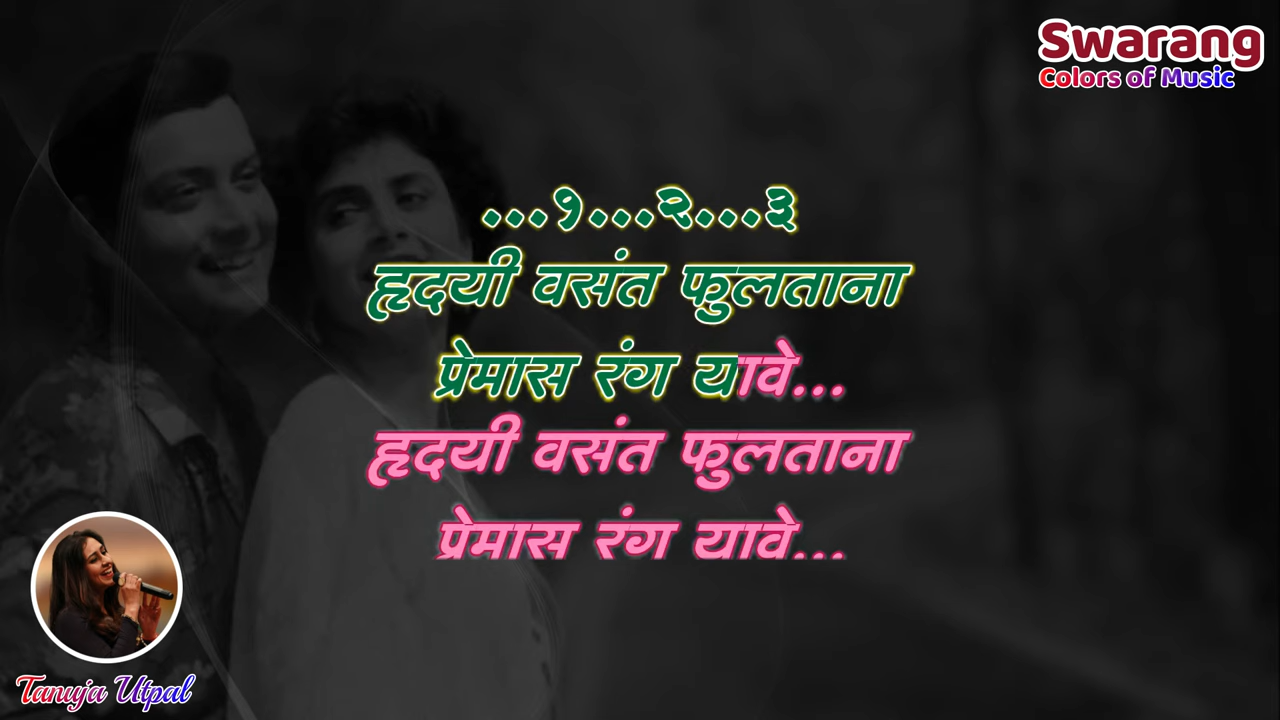 Swarang
Colors of Music
...१...२...३
हृदयी वसंत फुलताना
प्रेमास रंग यावे...
हृदयी वसंत फुलताना
प्रेमास रंग यावे...
Tanuja Utpal